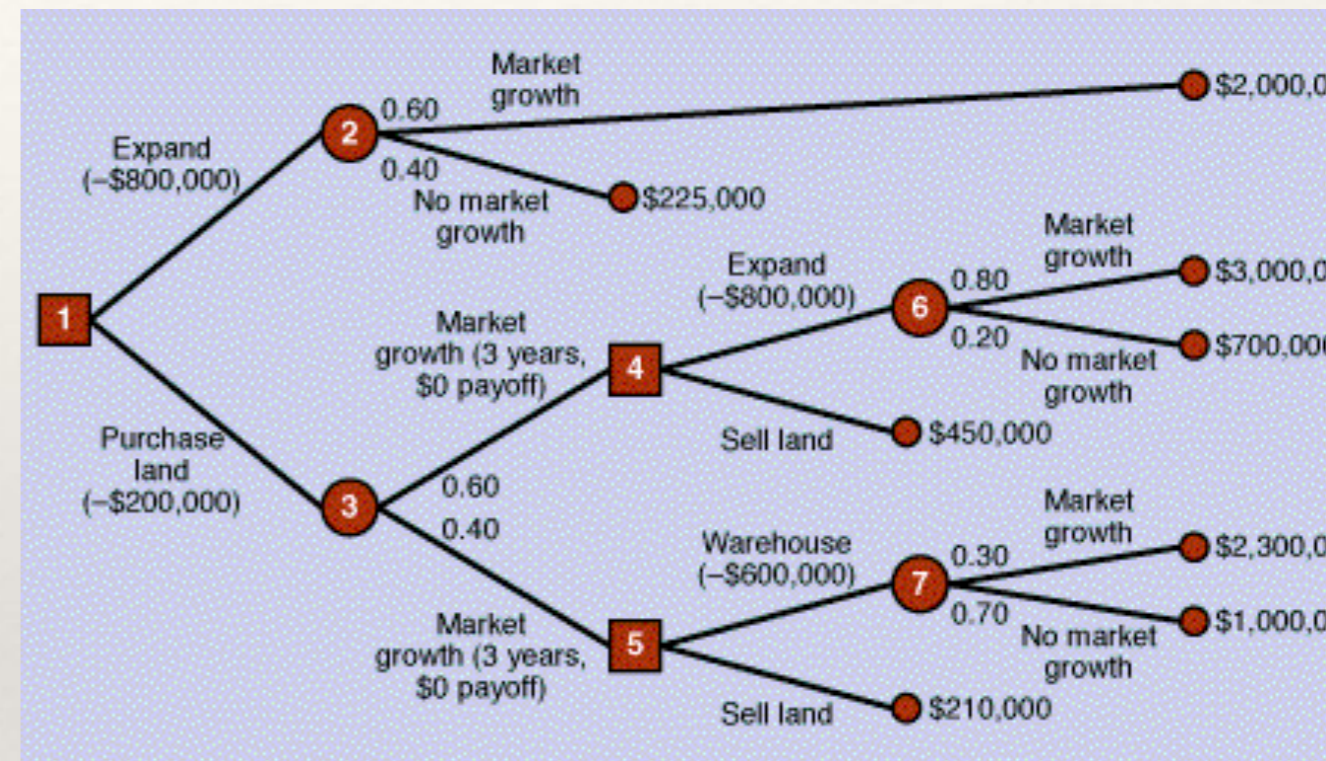 Market
growth
$2,000,0
0.60
2
Expand
(–$800,000)
0.40
No market
growth
$225,000
Market
growth
Expand
(–$800,000)
0.80
6
$3,000,0
0.20
1
Market
growth (3 years,
$0 payoff)
4
No market
growth
$700,000
Sell land
$450,000
Purchase
land
(–$200,000)
3
0.60
0.40
Market
growth
Warehouse
(–$600,000)
0.30
7
$2,300,0
0.70
Market
growth (3 years,
$0 payoff)
5
No market
growth
$1,000,0
Sell land
$210,000